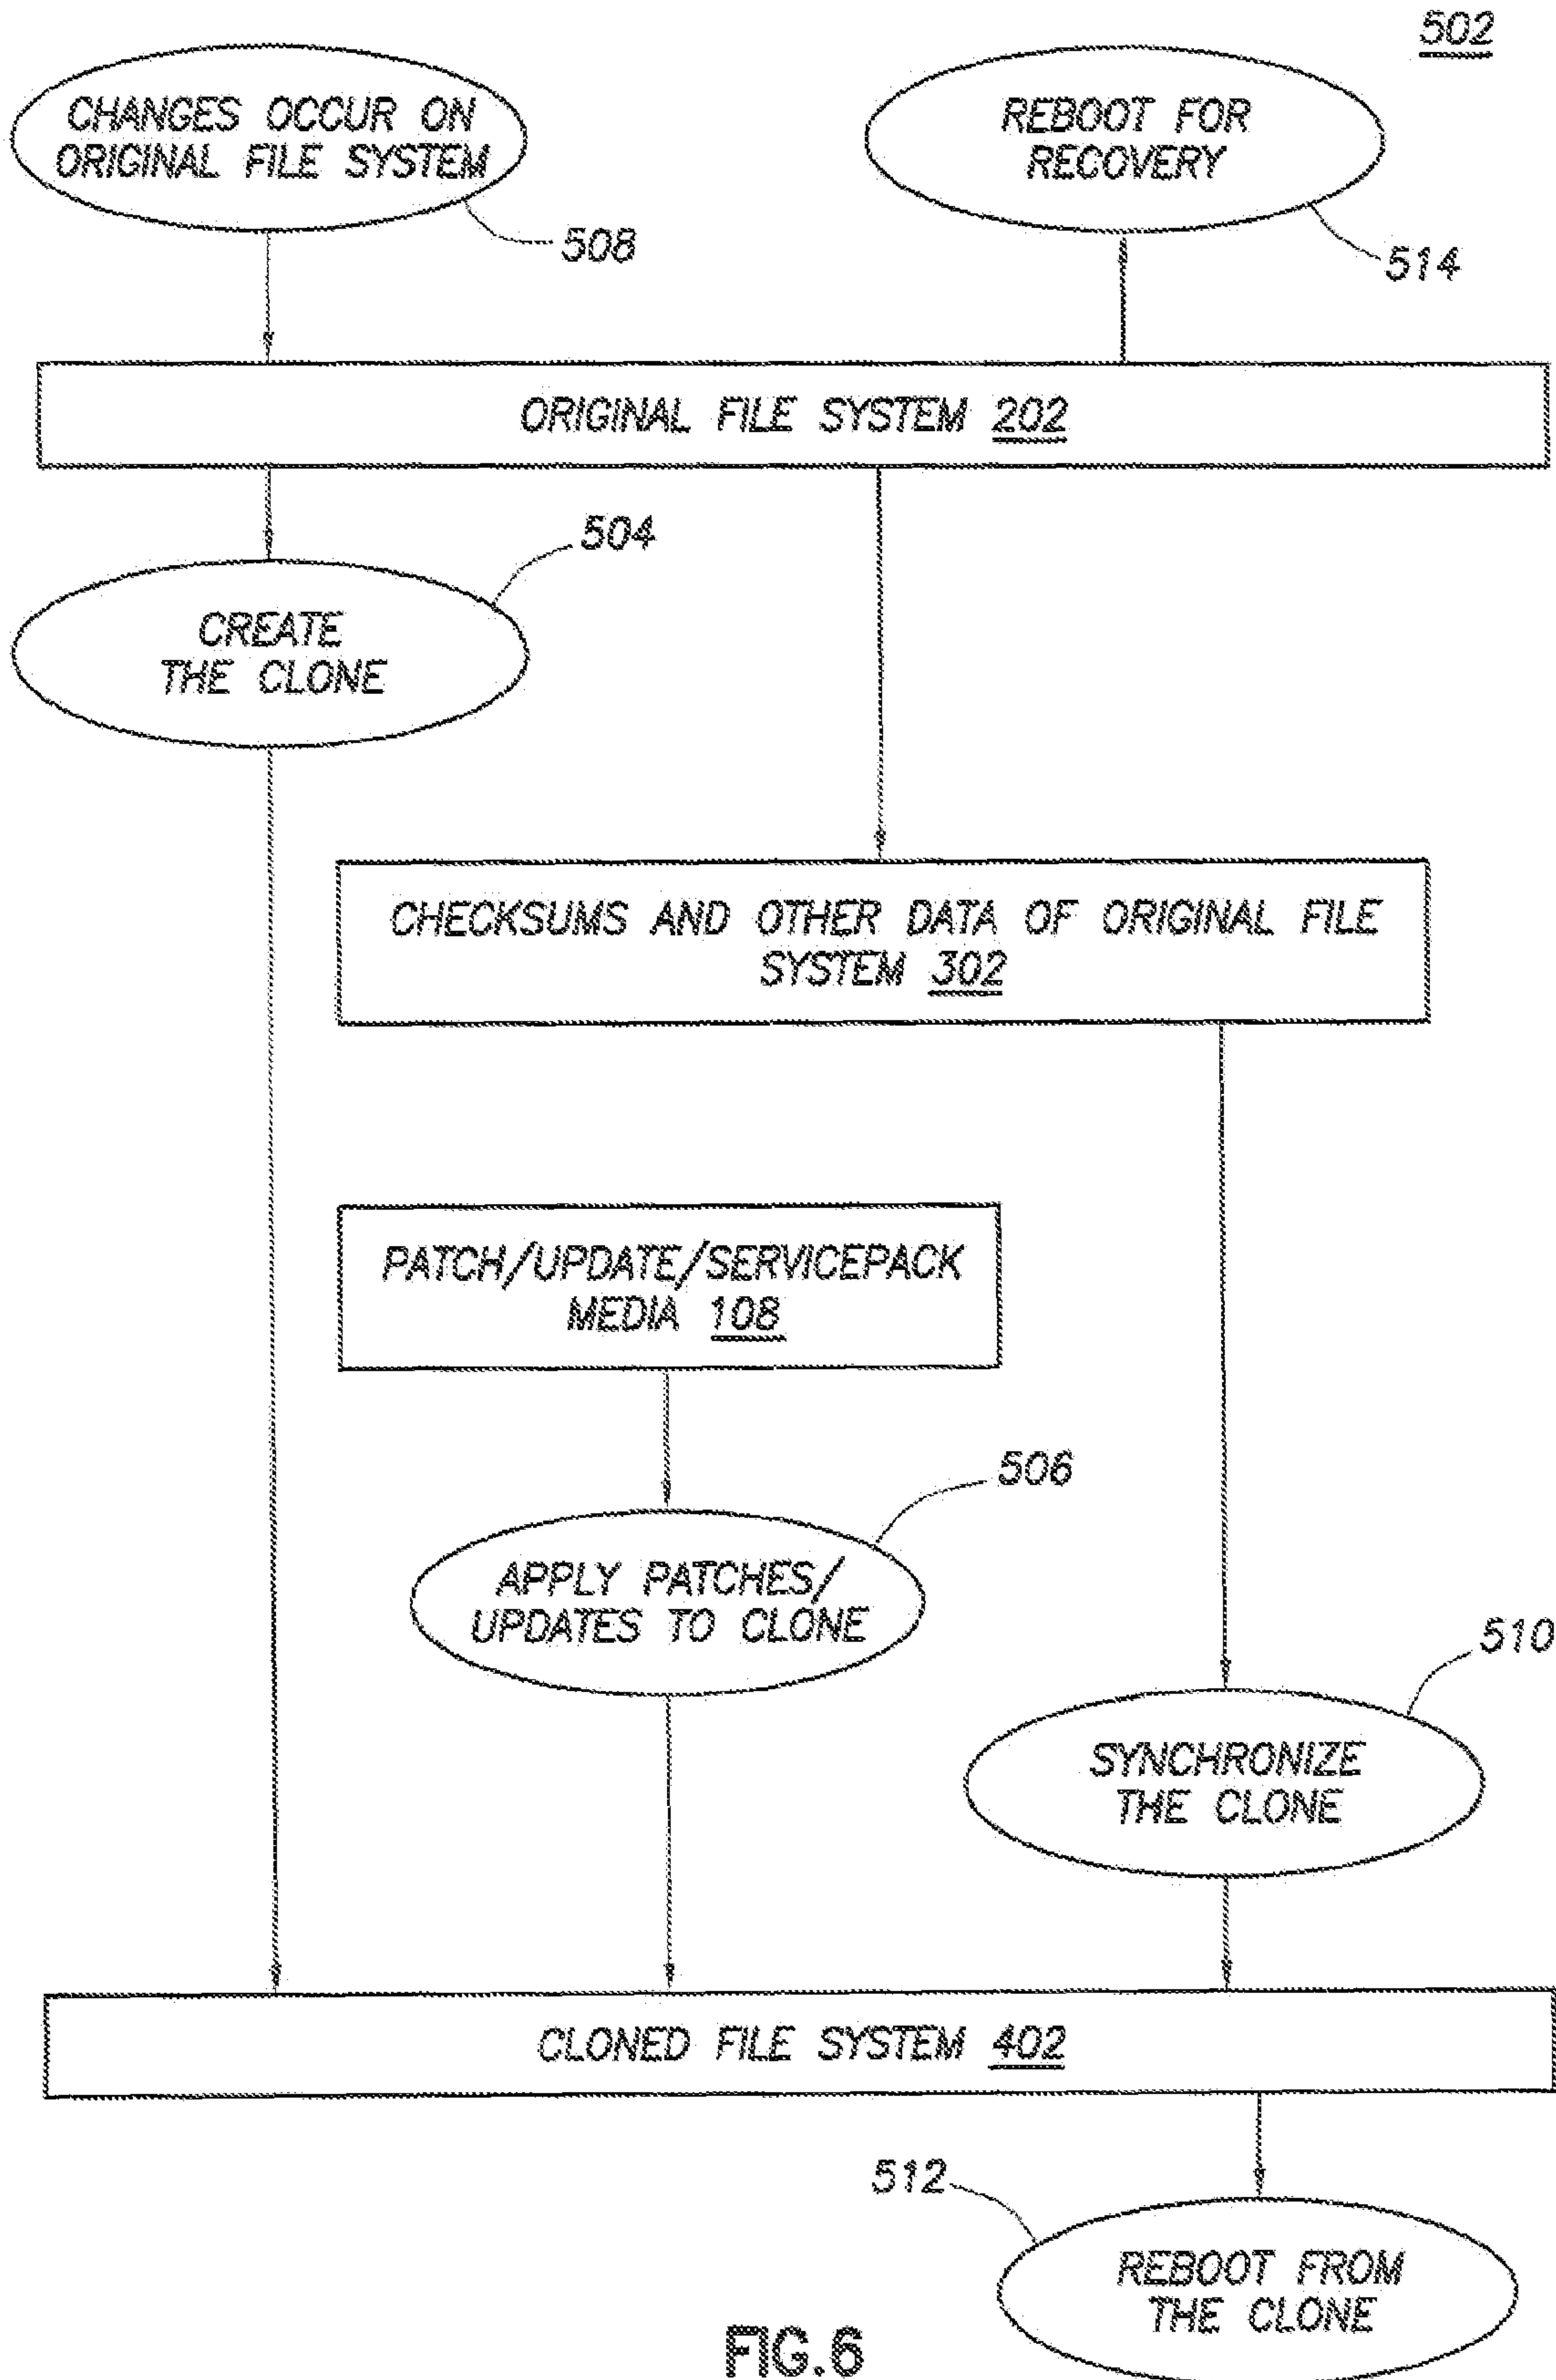 502
CHANGES OCCUR ON
ORIGINAL FILE SYSTEM
508
REBOOT FOR
RECOVERY
514
ORIGINAL FILE SYSTEM 202
504
CREATE
THE CLONE
CHECKSUMS AND OTHER DATA OF ORIGINAL FILE
SYSTEM 302
PATCH/UPDATE/SERVICEPACK
MEDIA 108
506
APPLY PATCHES/
UPDATES TO CLONE
510
SYNCHRONIZE
THE CLONE
CLONED FILE SYSTEM 402
512
REBOOT FROM
THE CLONE
FIG.6